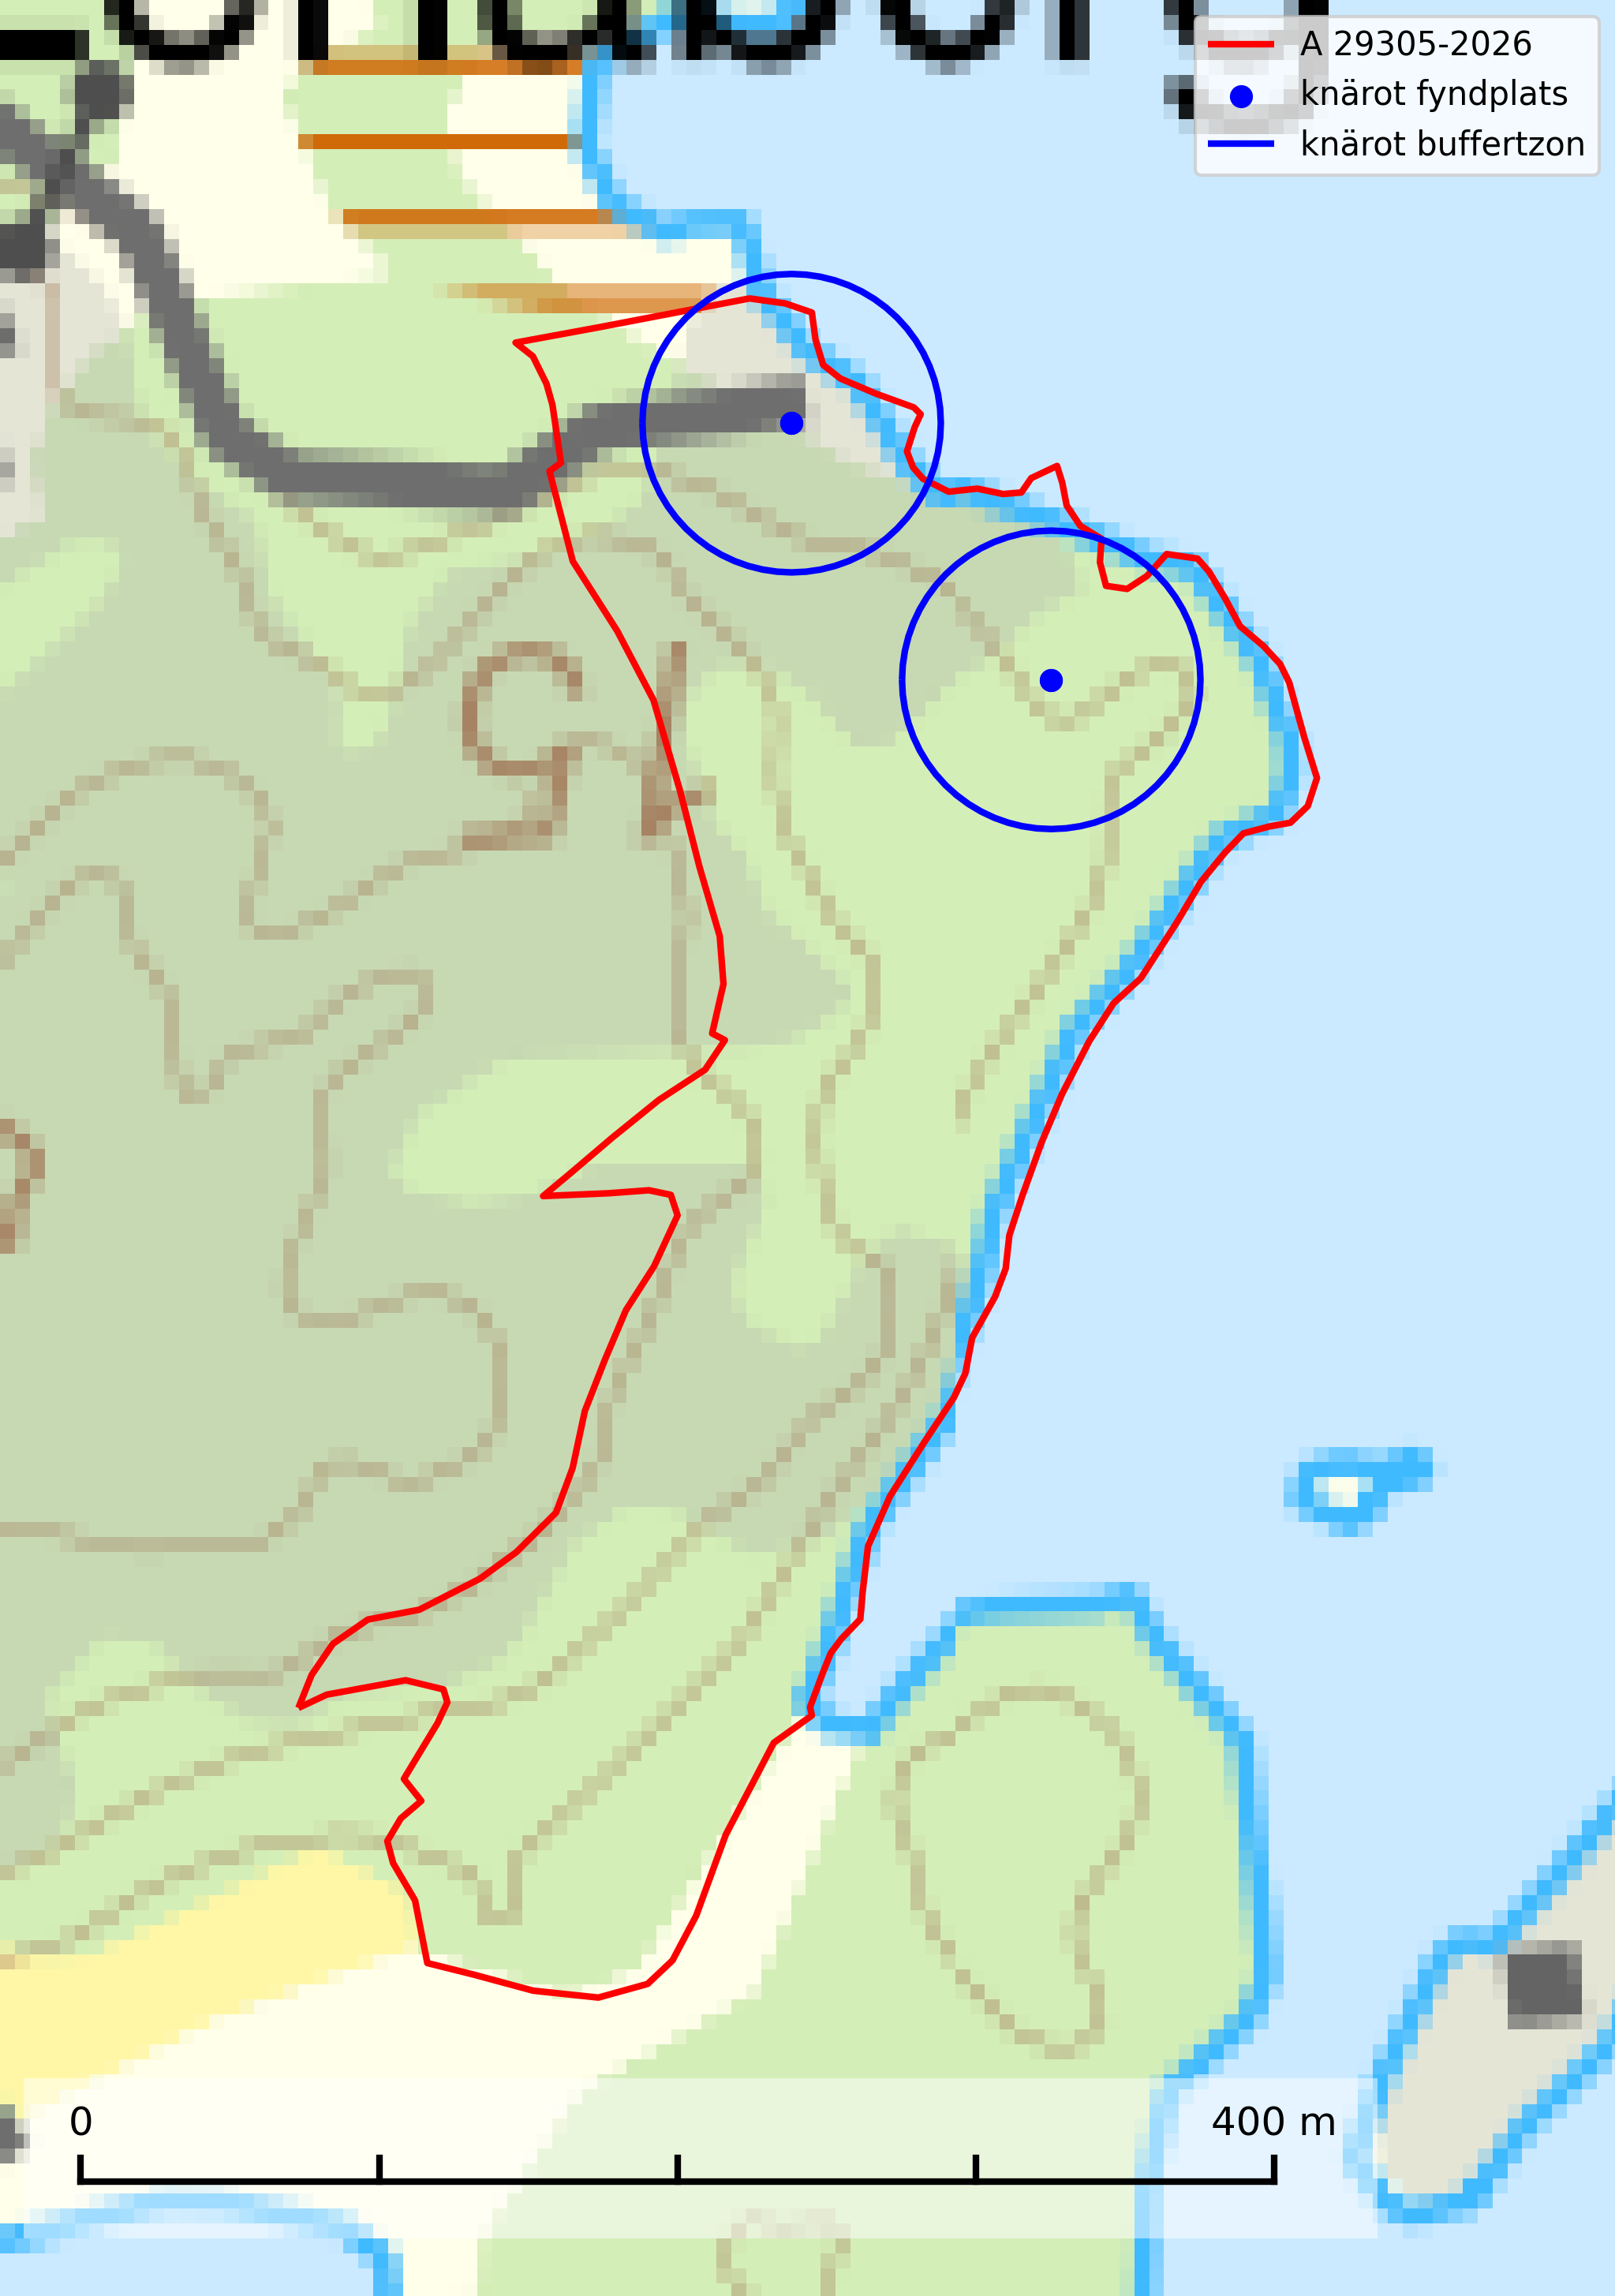 A 29305-2026
knärot fyndplats
knärot buffertzon
0
400 m